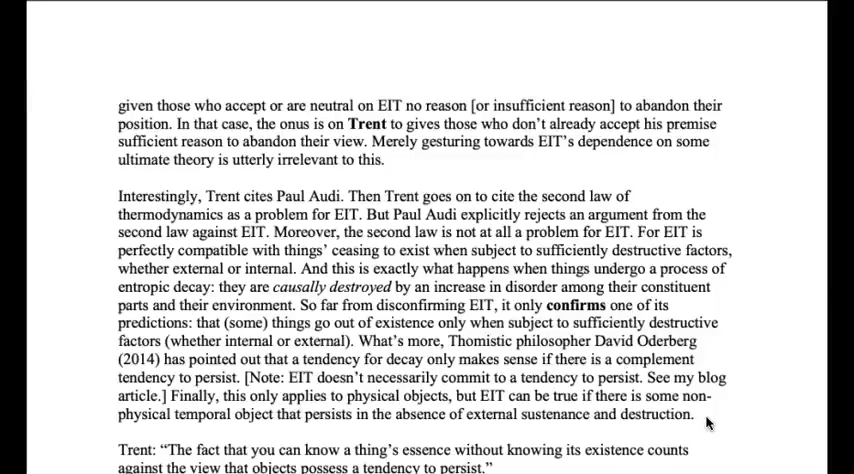 given those who accept or are neutral on EIT no reason [or insufficient reason] to abandon their
position. In that case, the onus is on Trent to gives those who don't already accept his premise
sufficient reason to abandon their view. Merely gesturing towards EIT's dependence on some
ultimate theory is utterly irrelevant to this.
Interestingly, Trent cites Paul Audi. Then Trent goes on to cite the second law of
thermodynamics as a problem for EIT. But Paul Audi explicitly rejects an argument from the
second law against EIT. Moreover, the second law is not at all a problem for EIT. For EIT is
perfectly compatible with things' ceasing to exist when subject to sufficiently destructive factors,
whether external or internal. And this is exactly what happens when things undergo a process of
entropic decay: they are causally destroyed by an increase in disorder among their constituent
parts and their environment. So far from disconfirming EIT, it only confirms one of its
predictions: that (some) things go out of existence only when subject to sufficiently destructive
factors (whether internal or external). What's more, Thomistic philosopher David Oderberg
(2014) has pointed out that a tendency for decay only makes sense if there is a complement
tendency to persist. [Note: EIT doesn't necessarily commit to a tendency to persist. See my blog
article.] Finally, this only applies to physical objects, but EIT can be true if there is some non-
physical temporal object that persists in the absence of external sustenance and destruction.
Trent: “The fact that you can know a thing's essence without knowing its existence counts
against the view that objects possess a tendency to persist.”